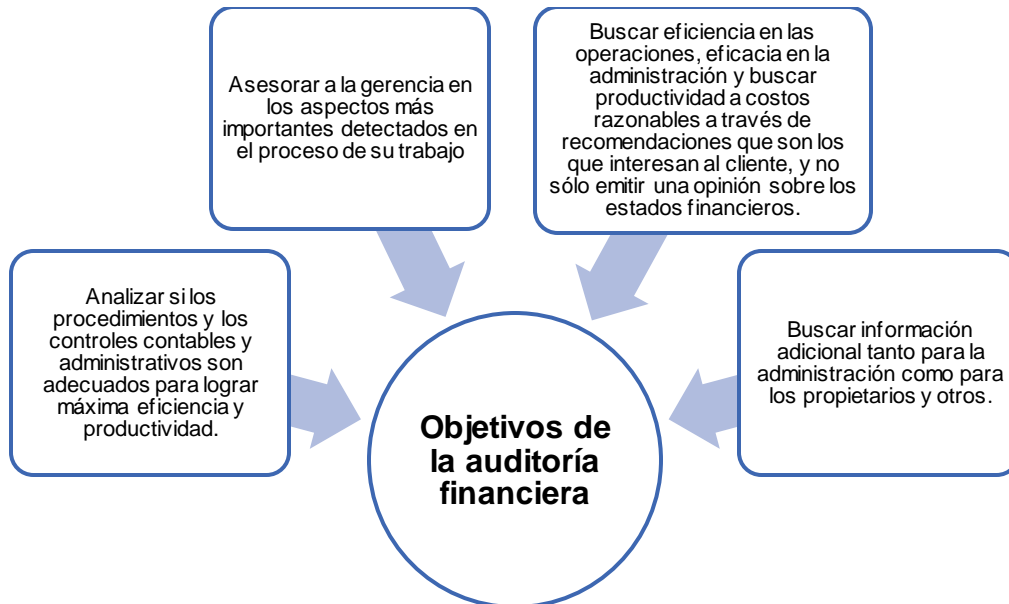 Analizar si los
procedimientos y los
controles contables y
administrativos son
adecuados para lograr
máxima eficiencia y
productividad.
Asesorar a la gerencia en
los aspectos más
importantes detectados en
el proceso de su trabajo
Buscar eficiencia en las
operaciones, eficacia en la
administración y buscar
productividad a costos
razonables a través de
recomendaciones que son los
que interesan al cliente, y no
sólo emitir una opinión sobre los
estados financieros.
Buscar información
adicional tanto para la
administración como para
los propietarios y otros.
Objetivos de
la auditoría
financiera